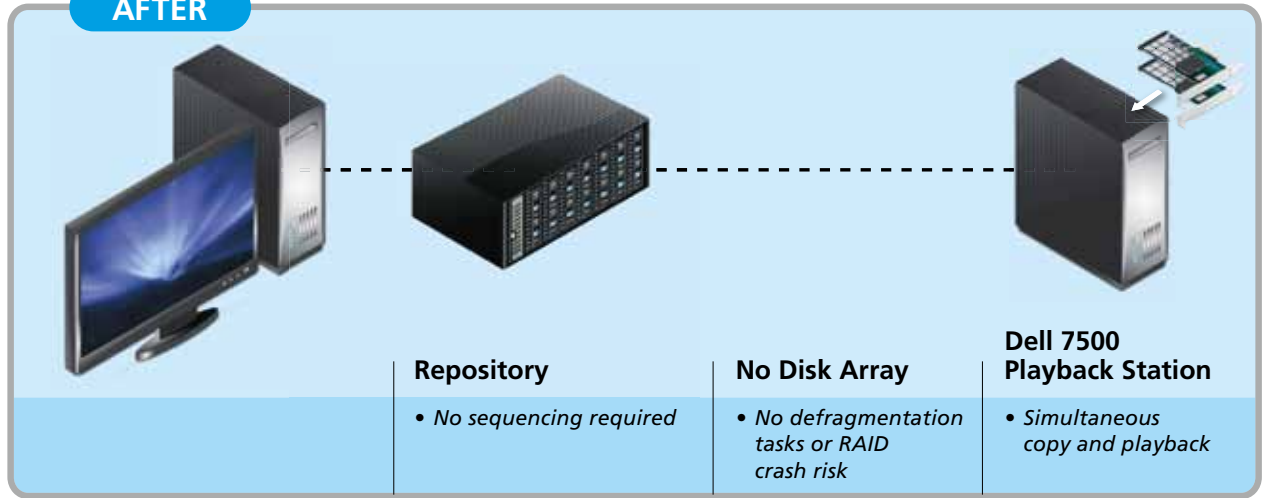 AFTER
Repository
• No sequencing required
No Disk Array
• No defragmentation
tasks or RAID
crash risk
Dell 7500
Playback Station
• Simultaneous
copy and playback